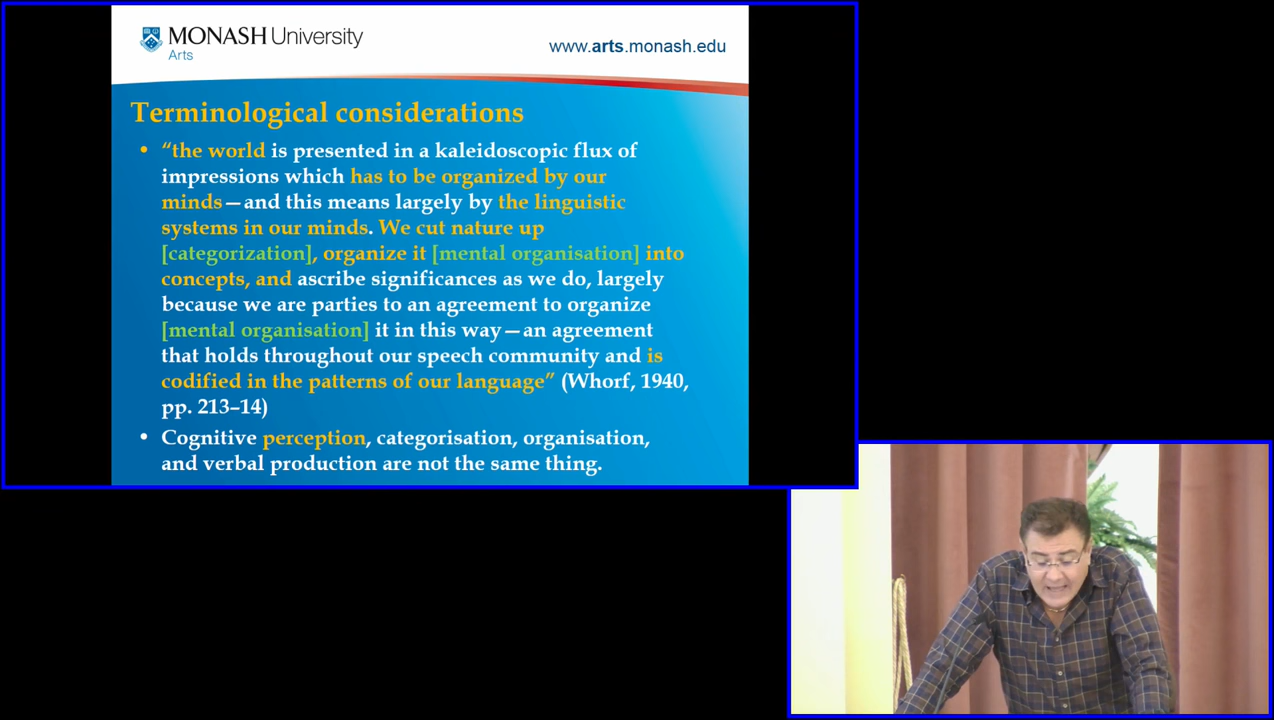 MONASH University
Arts
www.arts.monash.edu
Terminological considerations
• “the world is presented in a kaleidoscopic flux of
impressions which has to be organized by our
minds—and this means largely by the linguistic
systems in our minds. We cut nature up
[categorization], organize it [mental organisation] into
concepts, and ascribe significances as we do, largely
because we are parties to an agreement to organize
[mental organisation] it in this way—an agreement
that holds throughout our speech community and is
codified in the patterns of our language” (Whorf, 1940,
pp. 213–14)
• Cognitive perception, categorisation, organisation,
and verbal production are not the same thing.